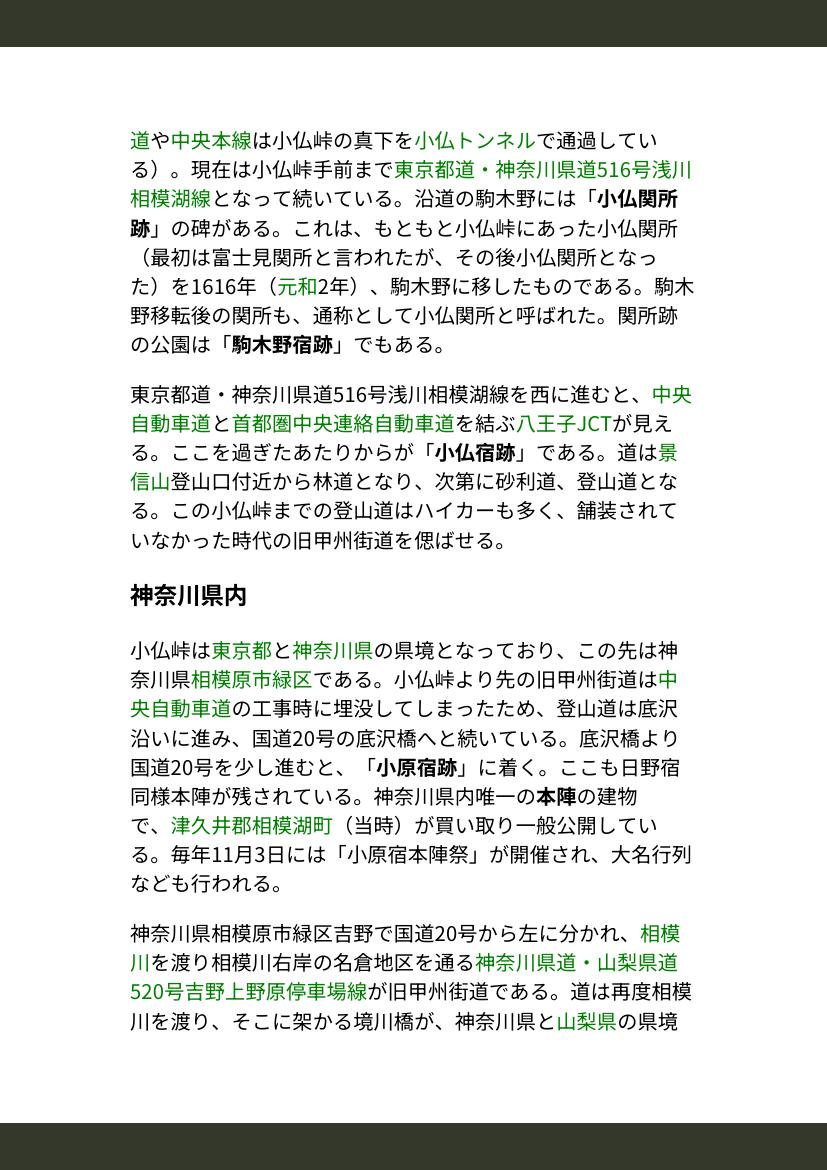 道や中央本線は小仏峠の真下を小仏トンネルで通過してい
る）。現在は小仏峠手前まで東京都道・神奈川県道516号浅川
相模湖線となって続いている。沿道の駒木野には「小仏関所
跡」の碑がある。これは、もともと小仏峠にあった小仏関所
（最初は富士見関所と言われたが、その後小仏関所となっ
た）を1616年（元和2年）、駒木野に移したものである。駒木
野移転後の関所も、通称として小仏関所と呼ばれた。関所跡
の公園は「駒木野宿跡」でもある。
東京都道・神奈川県道516号浅川相模湖線を西に進むと、中央
自動車道と首都圏中央連絡自動車道を結ぶ八王子JCTが見え
る。ここを過ぎたあたりからが「小仏宿跡」である。道は景
信山登山口付近から林道となり、次第に砂利道、登山道とな
る。この小仏峠までの登山道はハイカーも多く、舗装されて
いなかった時代の旧甲州街道を偲ばせる。
神奈川県内
小仏峠は東京都と神奈川県の県境となっており、この先は神
奈川県相模原市緑区である。小仏峠より先の旧甲州街道は中
央自動車道の工事時に埋没してしまったため、登山道は底沢
沿いに進み、国道20号の底沢橋へと続いている。底沢橋より
国道20号を少し進むと、「小原宿跡」に着く。ここも日野宿
同様本陣が残されている。神奈川県内唯一の本陣の建物
で、津久井郡相模湖町（当時）が買い取り一般公開してい
る。毎年11月3日には「小原宿本陣祭」が開催され、大名行列
なども行われる。
神奈川県相模原市緑区吉野で国道20号から左に分かれ、相模
川を渡り相模川右岸の名倉地区を通る神奈川県道・山梨県道
520号吉野上野原停車場線が旧甲州街道である。道は再度相模
川を渡り、そこに架かる境川橋が、神奈川県と山梨県の県境